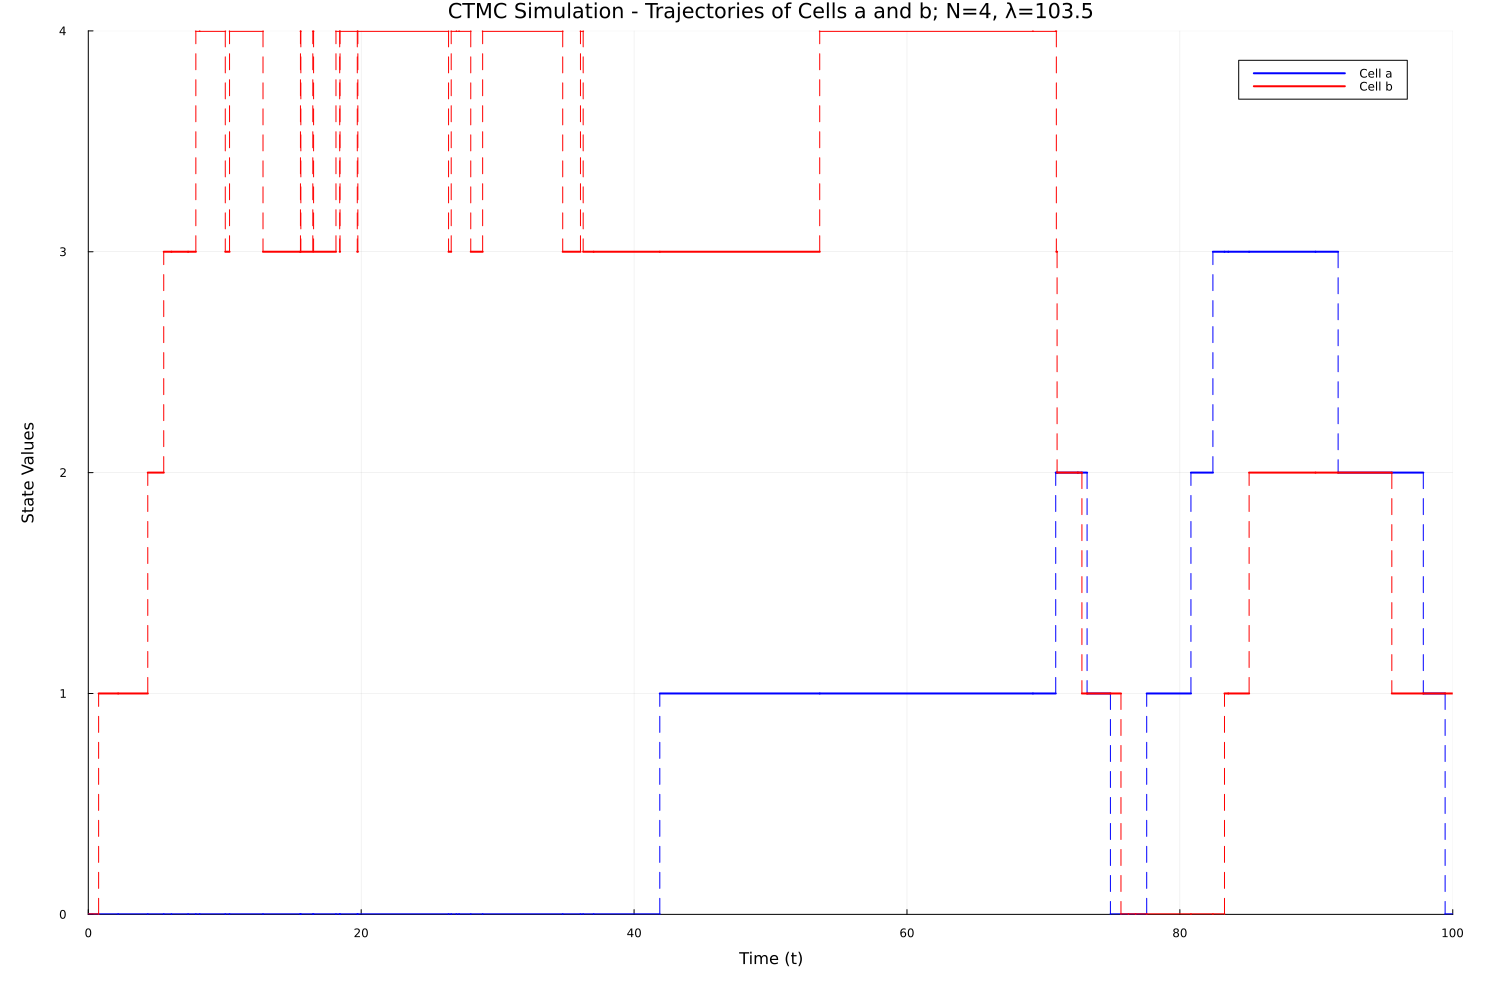 CTMC Simulation - Trajectories of Cells a and b; N=4, λ=103.5
4
Cell a
Cell b
3
State Values
2
1
0
0 20 40 60 80 100
Time (t)